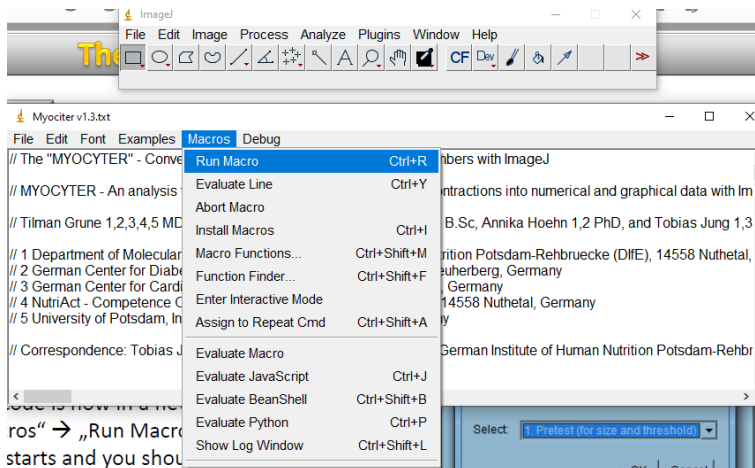 The
ImageJ
File Edit Image Process Analyze Plugins Window Help
CF Dev
Myociter v1.3.txt
File Edit Font Examples Macros Debug
// The "MYOCYTER" - Conve
nbers with ImageJ
// MYOCYTER - An analysis
ntractions into numerical and graphical data with Im
// Tilman Grune 1,2,3,4,5 MD
B.Sc, Annika Hoehn 1,2 PhD, and Tobias Jung 1,3
// 1 Department of Molecular
rition Potsdam-Rehbruecke (DIfE), 14558 Nuthetal,
// 2 German Center for Diabe
euherberg, Germany
// 3 German Center for Cardi
, Germany
// 4 NutriAct - Competence C
14558 Nuthetal, Germany
// 5 University of Potsdam, In
y
// Correspondence: Tobias J
German Institute of Human Nutrition Potsdam-Rehbr
Run Macro Ctrl+R
Evaluate Line Ctrl+Y
Abort Macro
Install Macros Ctrl+I
Macro Functions... Ctrl+Shift+M
Function Finder... Ctrl+Shift+F
Enter Interactive Mode
Assign to Repeat Cmd Ctrl+Shift+A
Evaluate Macro
Evaluate JavaScript Ctrl+J
Evaluate BeanShell Ctrl+Shift+B
Evaluate Python Ctrl+P
Show Log Window Ctrl+Shift+L
code is now in a
ros“ → „Run Macr
starts and you shou
Select: 1. Pretest (for size and threshold)
OK Cancel